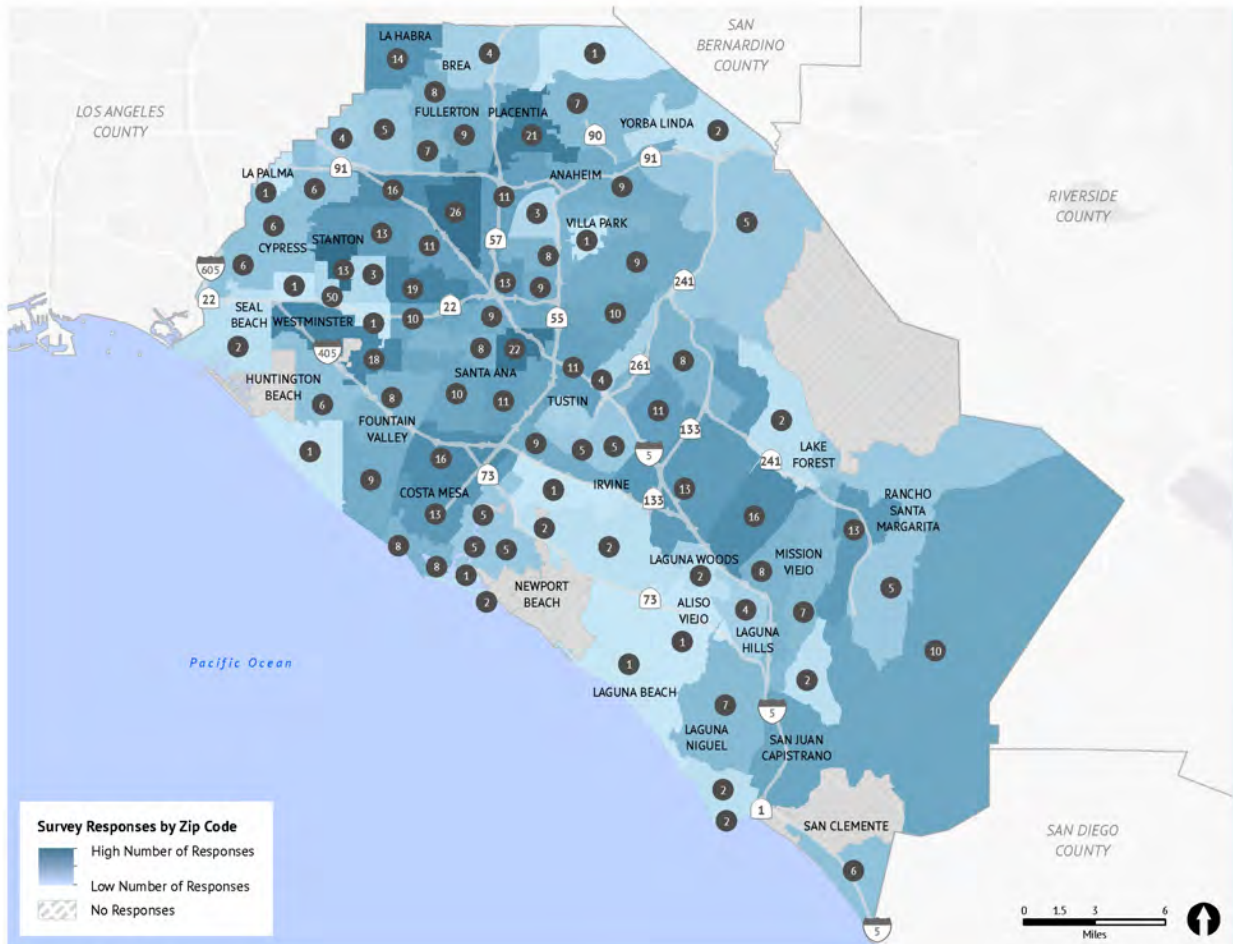 SAN
BERNARDINO
COUNTY
LA HABRA
14
BREA
4
1
LOS ANGELES
COUNTY
8
FULLERTON
PLACENTIA
7
4
5
7
9
21
90
YORBA LINDA
2
91
91
LA PALMA
ANAHEIM
1
6
16
11
9
RIVERSIDE
COUNTY
26
3
VILLA PARK
5
6
CYPRESS
STANTON
13
11
57
1
8
6
605
13
3
9
241
1
50
19
13
9
22
SEAL
BEACH
WESTMINSTER
1
10
22
9
55
10
2
405
18
8
22
SANTA ANA
261
8
HUNTINGTON
BEACH
11
4
TUSTIN
6
8
10
11
11
2
FOUNTAIN
VALLEY
133
LAKE
FOREST
1
9
5
5
5
241
16
9
73
COSTA MESA
IRVINE
133
13
1
RANCHO
SANTA
MARGARITA
13
5
16
13
2
8
5
5
2
LAGUNA WOODS
MISSION
VIEJO
8
8
1
2
NEWPORT
BEACH
73
2
ALISO
VIEJO
4
7
5
LAGUNA
HILLS
1
10
Pacific Ocean
1
2
LAGUNA BEACH
7
5
LAGUNA
NIGUEL
SAN JUAN
CAPISTRANO
2
2
1
SAN CLEMENTE
SAN DIEGO
COUNTY
6
5
Survey Responses by Zip Code
High Number of Responses
Low Number of Responses
No Responses
0 1.5 3 6
Miles